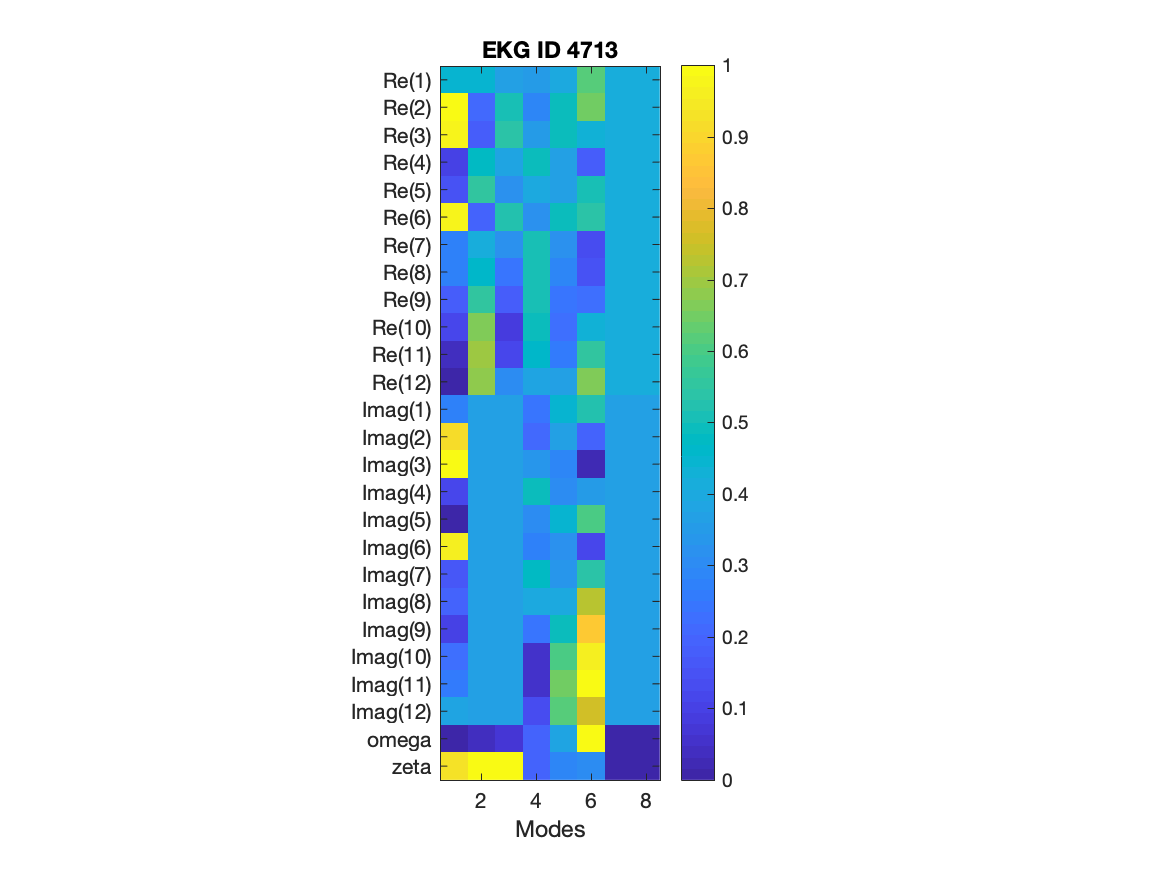 EKG ID 4713
Re(1)
Re(2)
Re(3)
Re(4)
Re(5)
Re(6)
Re(7)
Re(8)
Re(9)
Re(10)
Re(11)
Re(12)
Imag(1)
Imag(2)
Imag(3)
Imag(4)
Imag(5)
Imag(6)
Imag(7)
Imag(8)
Imag(9)
Imag(10)
Imag(11)
Imag(12)
omega
zeta
2 4 6 8
Modes
1
0.9
0.8
0.7
0.6
0.5
0.4
0.3
0.2
0.1
0